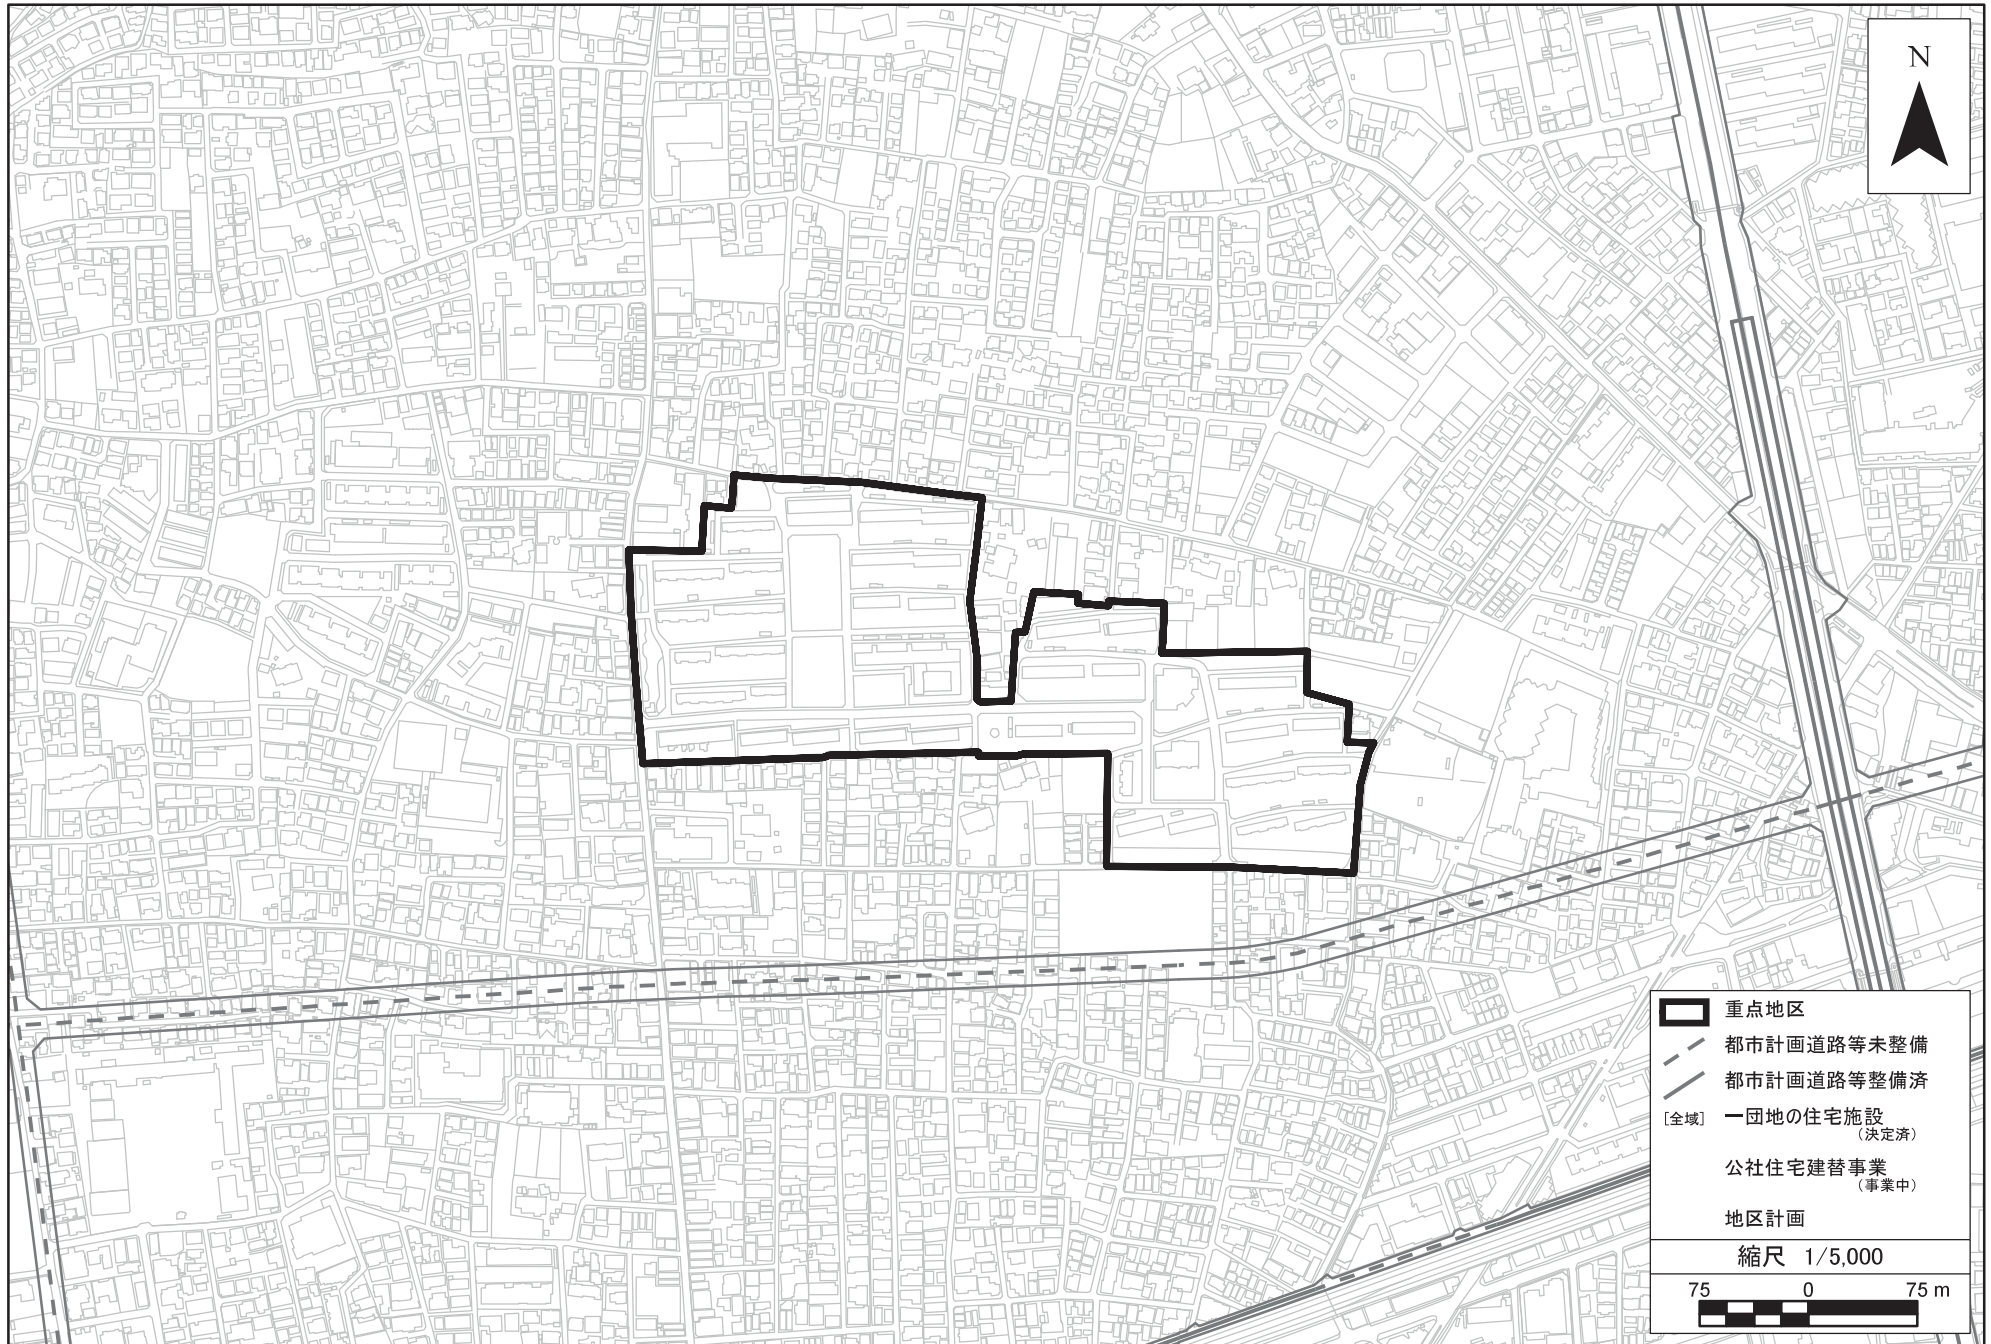 N
重点地区
都市計画道路等未整備
都市計画道路等整備済
[全域] 一団地の住宅施設
（決定済）
公社住宅建替事業
（事業中）
地区計画
縮尺 1/5,000
75 0 75 m